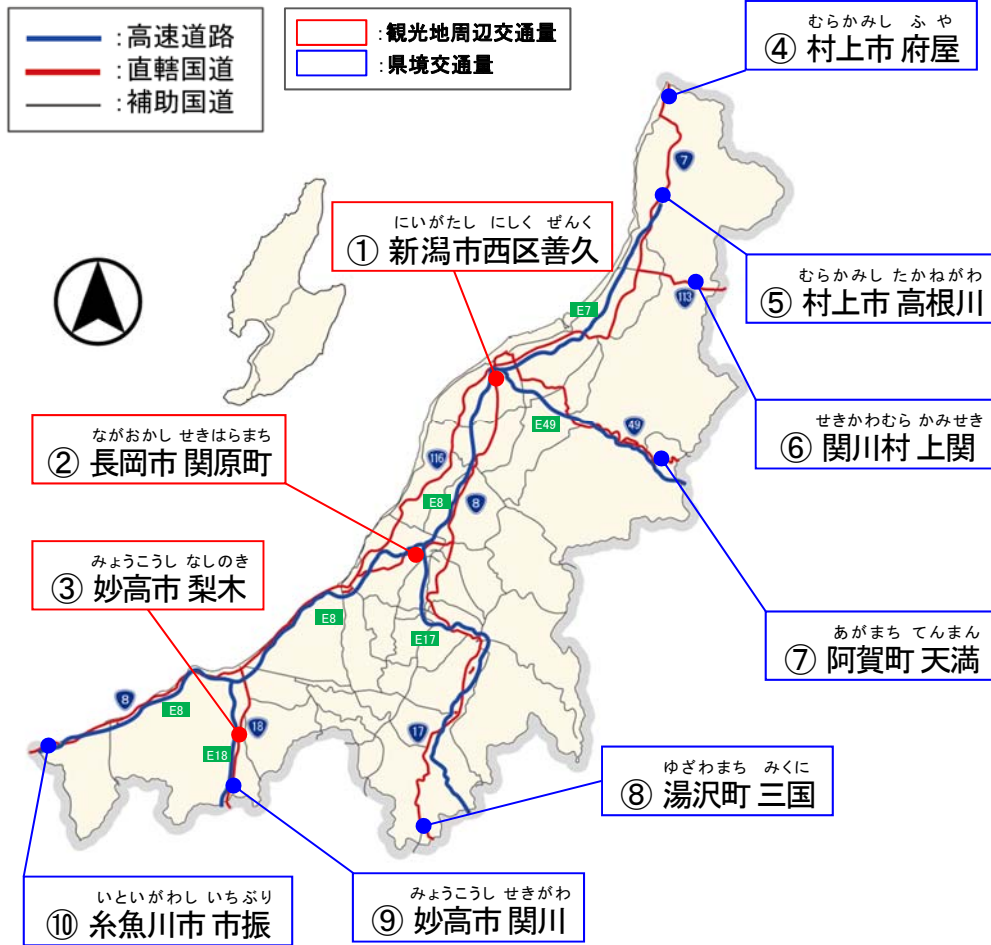 :高速道路
:直轄国道
:補助国道
:観光地周辺交通量
:県境交通量
むらかみし ふや
④ 村上市 府屋
7
にいがたし にしく ぜんく
① 新潟市西区善久
むらかみし たかねがわ
⑤ 村上市 高根川
113
E7
せきかわむら かみせき
⑥ 関川村 上関
E49
49
ながおかし せきはらまち
② 長岡市 関原町
116
E8
8
みょうこうし なしのき
③ 妙高市 梨木
E8
E17
あがまち てんまん
⑦ 阿賀町 天満
8
E8
18
E18
17
ゆざわまち みくに
⑧ 湯沢町 三国
いといがわし いちぶり
⑩ 糸魚川市 市振
みょうこうし せきがわ
⑨ 妙高市 関川